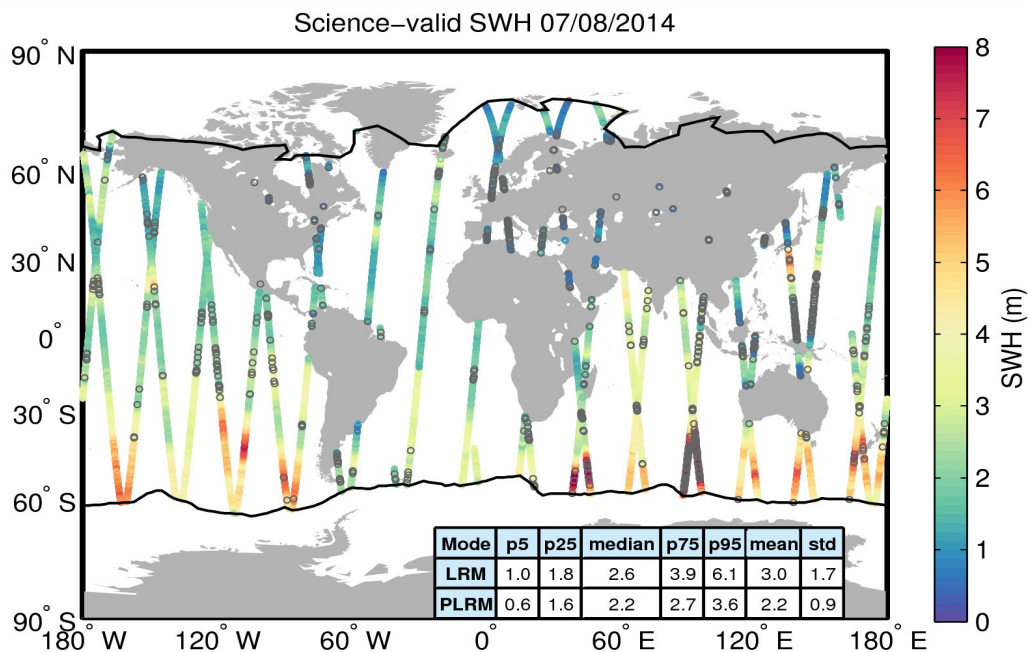 Science−valid SWH 07/08/2014
90° N
60° N
30° N
0°
30° S
60° S
90° S
180° W 120° W 60° W 0° 60° E 120° E 180° E
Mode p5 p25 median p75 p95 mean std
LRM 1.0 1.8 2.6 3.9 6.1 3.0 1.7
PLRM 0.6 1.6 2.2 2.7 3.6 2.2 0.9
8
7
6
5
4
3
2
1
0
SWH (m)